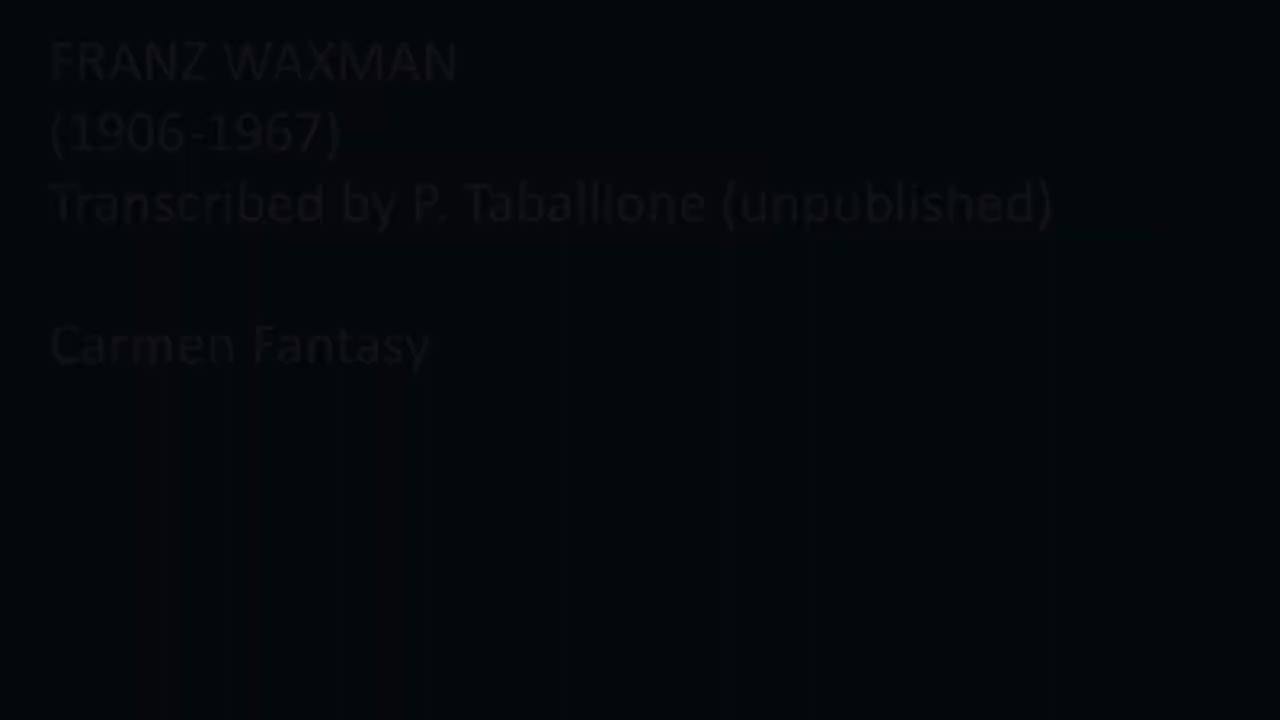 FRANZ WAXMAN
(1906-1967)
Transcribed by P. Taballione (unpublished)
Carmen Fantasy